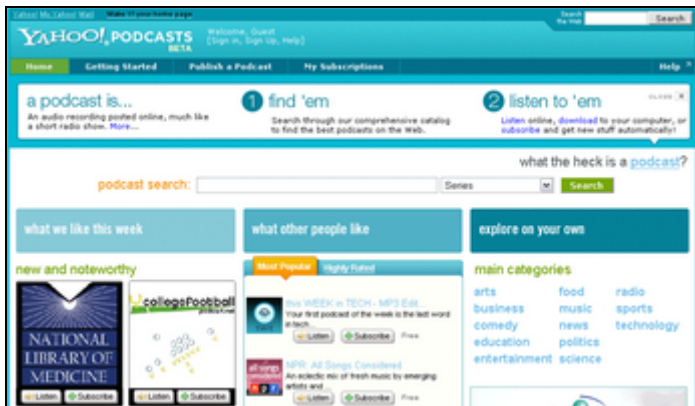 Yahoo! My Yahoo! Mail Make Y! your home page
Search the Web Search
YAHOO! PODCASTS BETA
Welcome, Guest
[Sign in, Sign Up, Help]
Home Getting Started Publish a Podcast My Subscriptions Help
a podcast is...
An audio recording posted online, much like
a short radio show. More...
1 find 'em
Search through our comprehensive catalog
to find the best podcasts on the Web.
2 listen to 'em
CLOSE X
Listen online, download to your computer, or
subscribe and get new stuff automatically!
what the heck is a podcast?
podcast search: Series Search
what we like this week
what other people like
explore on your own
new and noteworthy
NATIONAL
LIBRARY OF
MEDICINE
Listen Subscribe
collegefootball
Listen Subscribe
Most Popular Highly Rated
this WEEK in TECH - MP3 Edit...
Your first podcast of the week is the last word
in tech...
Listen Subscribe Free
all songs
considered
npr
NPR: All Songs Considered
An eclectic mix of fresh music by emerging
artists and...
Listen Subscribe Free
main categories
arts food radio
business music sports
comedy news technology
education politics
entertainment science